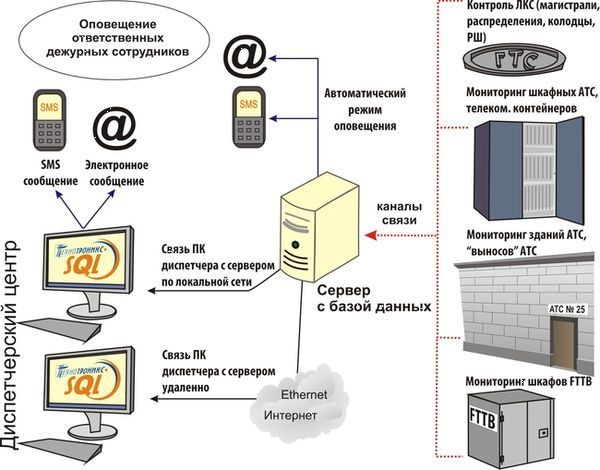 Оповещение
ответственных
дежурных сотрудников
SMS
SMS
сообщение
Электронное
сообщение
SMS
Автоматический
режим
оповещения
Контроль ЛКС (магистрали,
распределения, колодцы,
РШ)
FTC
Мониторинг шкафных АТС,
телеком. контейнеров
каналы
связи
Мониторинг зданий АТС,
"выносов" АТС
АТС № 25
Мониторинг шкафов FTTB
FTTB
Сервер
с базой данных
Связь ПК
диспетчера с сервером
по локальной сети
Связь ПК
диспетчера с сервером
удаленно
Ethernet
Интернет
Диспетчерский центр
ТЕХНОТРОНИКС
SQL
ТЕХНОТРОНИКС
SQL
@
@